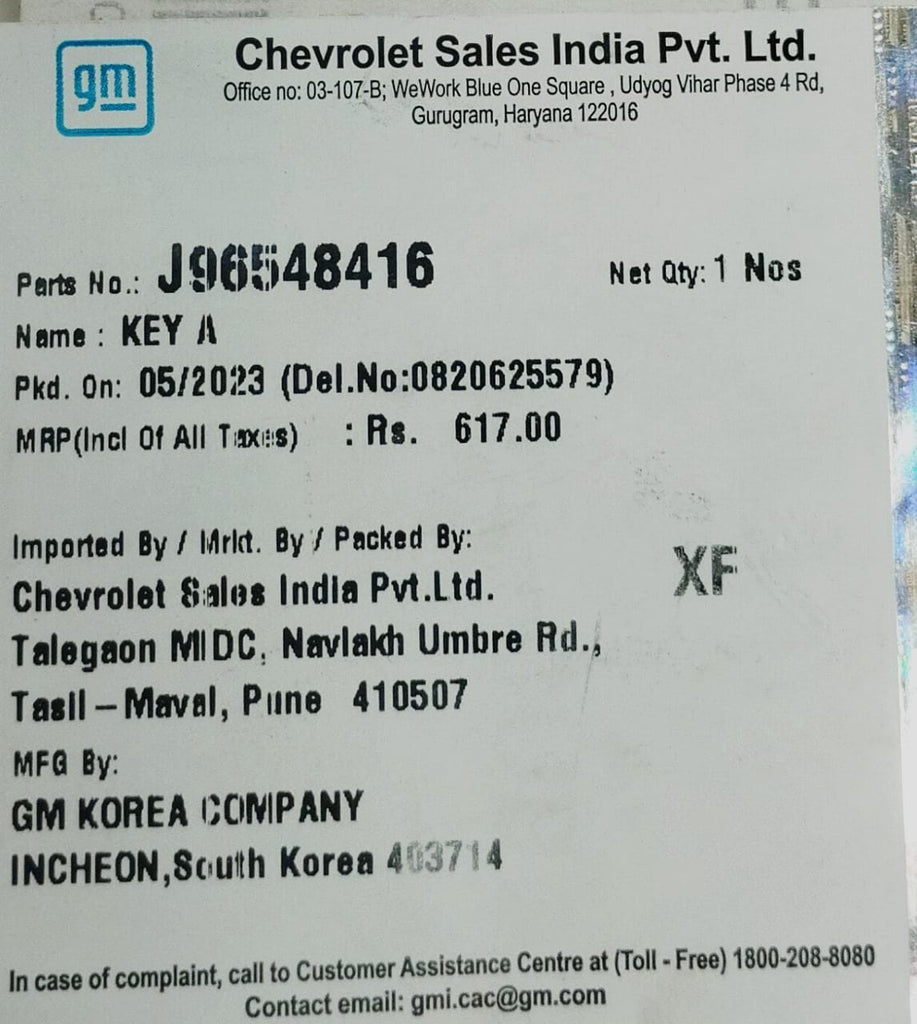 gm
Chevrolet Sales India Pvt. Ltd.
Office no: 03-107-B; WeWork Blue One Square , Udyog Vihar Phase 4 Rd,
Gurugram, Haryana 122016
Parts No.: J96548416 Net Qty: 1 Nos
Name : KEY A
Pkd. On: 05/2023 (Del.No:0820625579)
MRP(Incl Of All Taxes) : Rs. 617.00
Imported By / Mrkt. By / Packed By:
Chevrolet Sales India Pvt.Ltd.
Talegaon MIDC, Navlakh Umbre Rd.,
XF
Tasil – Maval, Pune 410507
MFG By:
GM KOREA COMPANY
INCHEON,South Korea 403714
In case of complaint, call to Customer Assistance Centre at (Toll - Free) 1800-208-8080
Contact email: gmi.cac@gm.com